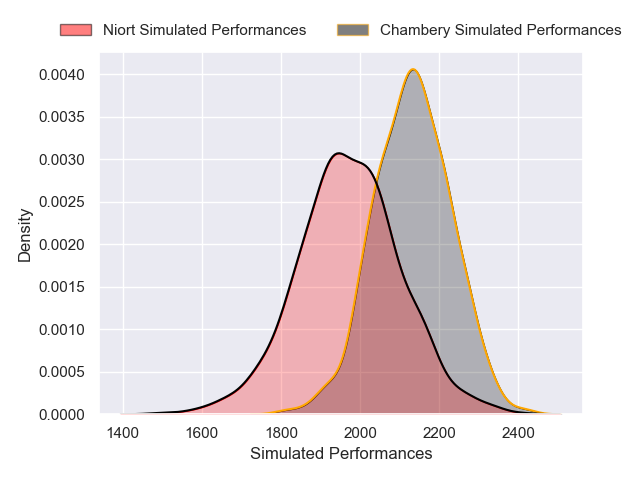 Niort Simulated Performances Chambery Simulated Performances
0.0040
0.0035
0.0030
0.0025
0.0020
0.0015
0.0010
0.0005
0.0000
Density
1400 1600 1800 2000 2200 2400
Simulated Performances